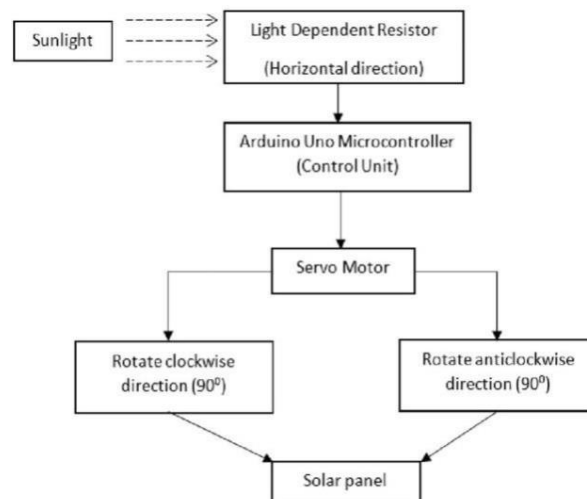 Sunlight
Light Dependent Resistor
(Horizontal direction)
Arduino Uno Microcontroller
(Control Unit)
Servo Motor
Rotate clockwise
direction (90⁰)
Rotate anticlockwise
direction (90⁰)
Solar panel